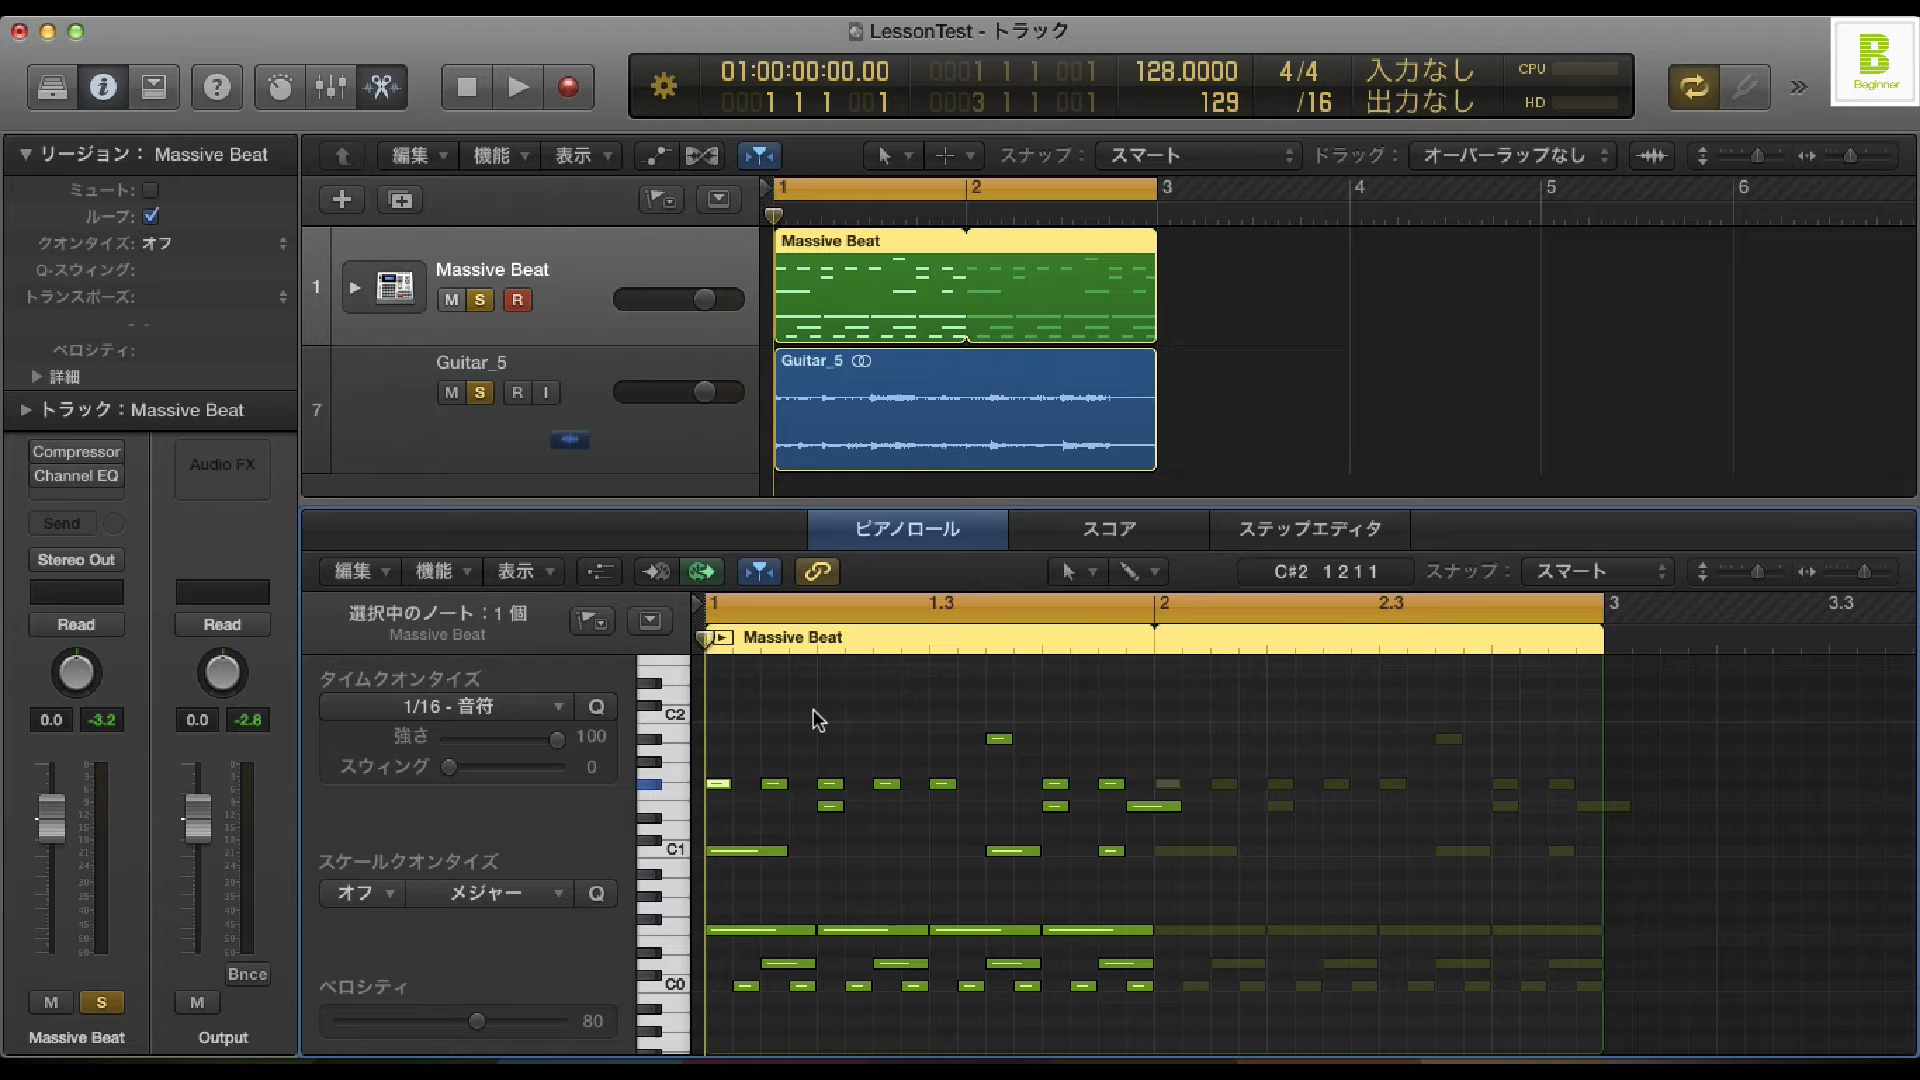 LessonTest - トラック
B
Beginner
01:00:00:00.00
0001 1 1 001
128.0000
4/4
入力なし
CPU
0001 1 1 001
0003 1 1 001
129
/16
出力なし
HD
リージョン： Massive Beat
編集
機能
表示
スナップ：
スマート
ドラッグ：
オーバーラップなし
ミュート:
ループ:
クオンタイズ: オフ
Q-スウィング:
トランスポーズ:
- -
ベロシティ:
詳細
トラック：Massive Beat
1
2
3
4
5
6
1
Massive Beat
M
S
R
Massive Beat
7
Guitar_5
M
S
R
I
Guitar_5
Compressor
Channel EQ
Audio FX
Send
Stereo Out
Read
Read
0.0
-3.2
0.0
-2.8
Bnce
M
S
M
Massive Beat
Output
ピアノロール
スコア
ステップエディタ
編集
機能
表示
C#2 1 2 1 1
スナップ：
スマート
選択中のノート：1 個
Massive Beat
1
1.3
2
2.3
3
3.3
Massive Beat
タイムクオンタイズ
1/16 - 音符
Q
強さ
100
スウィング
0
スケールクオンタイズ
オフ
メジャー
Q
ベロシティ
80
C2
C1
C0